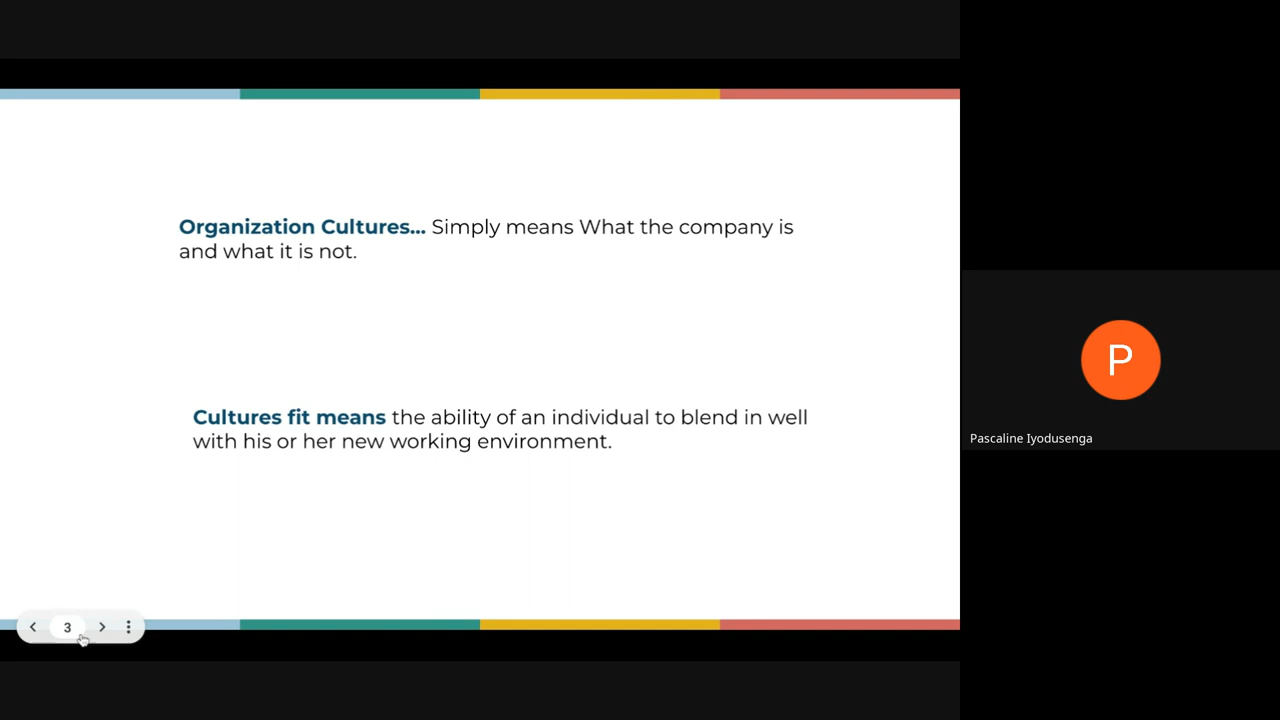 Organization Cultures... Simply means What the company is
and what it is not.
Cultures fit means the ability of an individual to blend in well
with his or her new working environment.
3
P
Pascaline Iyodusenga